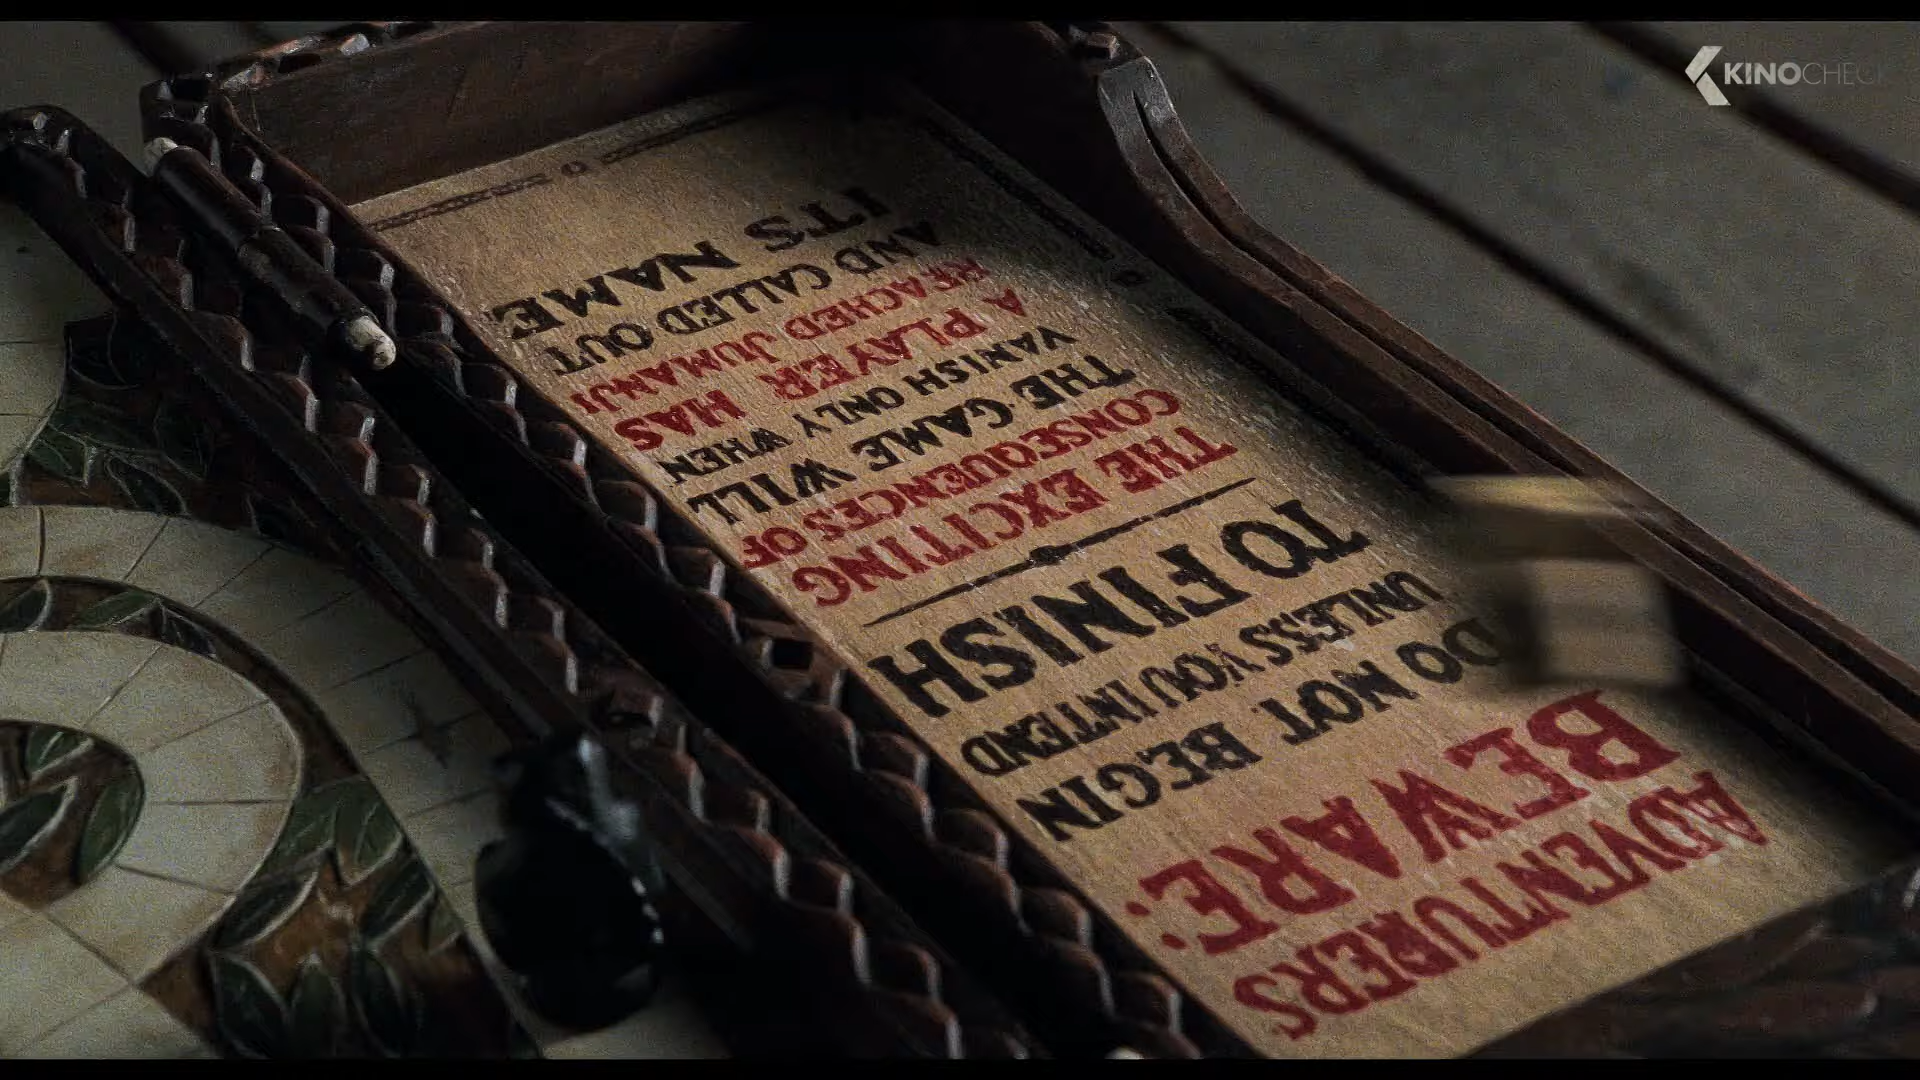 KINOCHECK
ADVENTURERS
BEWARE:
DO NOT BEGIN
UNLESS YOU INTEND
TO FINISH
THE EXCITING
CONSEQUENCES OF
THE GAME WILL
VANISH ONLY WHEN
A PLAYER HAS
REACHED JUMANJI
AND CALLED OUT
ITS NAME.